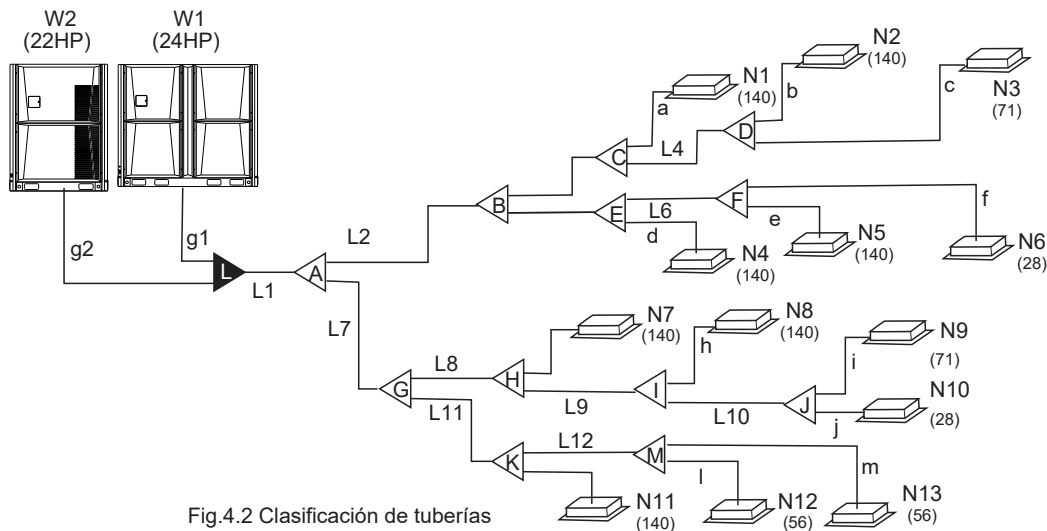 W2
(22HP)
W1
(24HP)
g2
g1
L
L1
A
L2
L7
B
C
a
N1
(140)
L4
D
b
N2
(140)
c
N3
(71)
E
L6
d
N4
(140)
F
e
N5
(140)
f
N6
(28)
G
L8
L11
H
N7
(140)
L9
I
h
N8
(140)
L10
J
i
N9
(71)
j
N10
(28)
K
L12
N11
(140)
M
l
N12
(56)
m
N13
(56)
Fig.4.2 Clasificación de tuberías